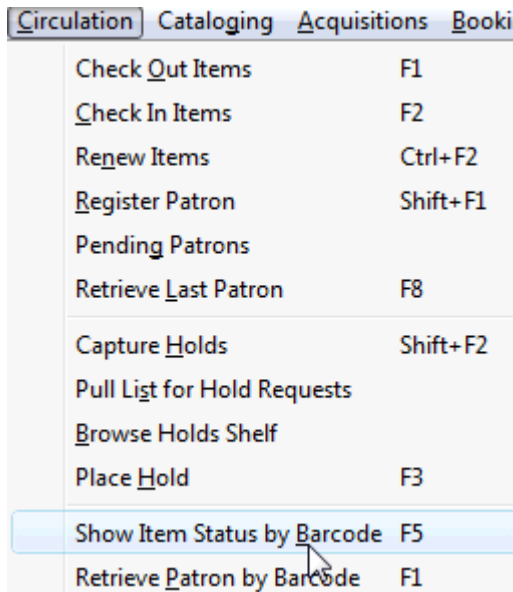 Circulation Cataloging Acquisitions Booki
Check Out Items F1
Check In Items F2
Renew Items Ctrl+F2
Register Patron Shift+F1
Pending Patrons
Retrieve Last Patron F8
Capture Holds Shift+F2
Pull List for Hold Requests
Browse Holds Shelf
Place Hold F3
Show Item Status by Barcode F5
Retrieve Patron by Barcode F1